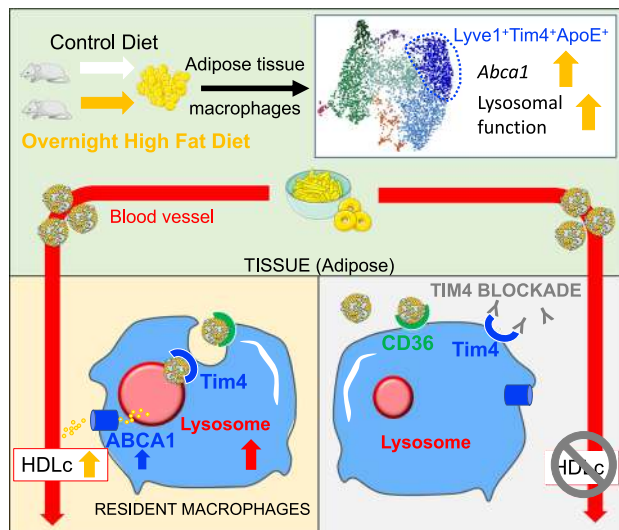 Control Diet
Adipose tissue
macrophages
Overnight High Fat Diet
Lyve1⁺Tim4⁺ApoE⁺
Abca1
Lysosomal
function
Blood vessel
TISSUE (Adipose)
Tim4
Lysosome
ABCA1
HDLc
RESIDENT MACROPHAGES
TIM4 BLOCKADE
CD36
Tim4
Lysosome
HDLc